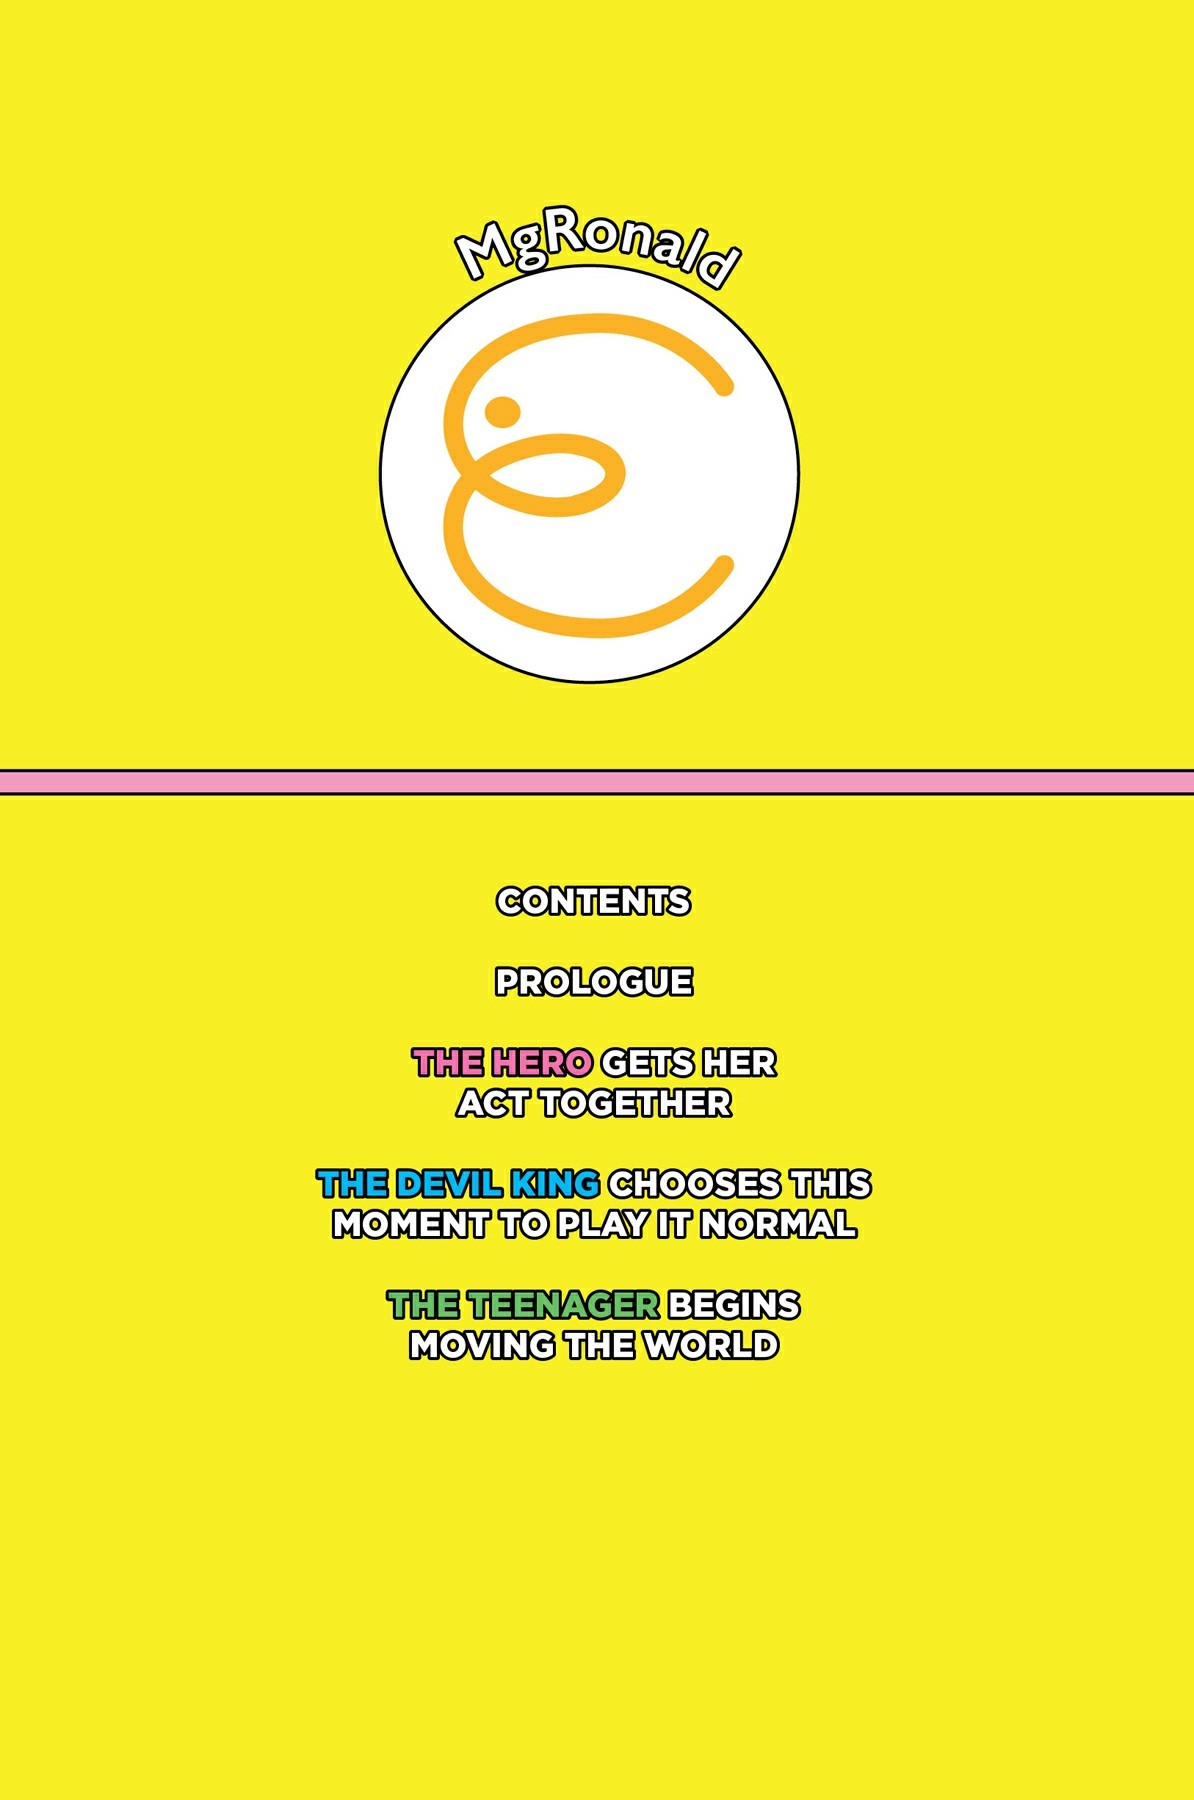 MgRonald
CONTENTS
PROLOGUE
THE HERO GETS HER
ACT TOGETHER
THE DEVIL KING CHOOSES THIS
MOMENT TO PLAY IT NORMAL
THE TEENAGER BEGINS
MOVING THE WORLD